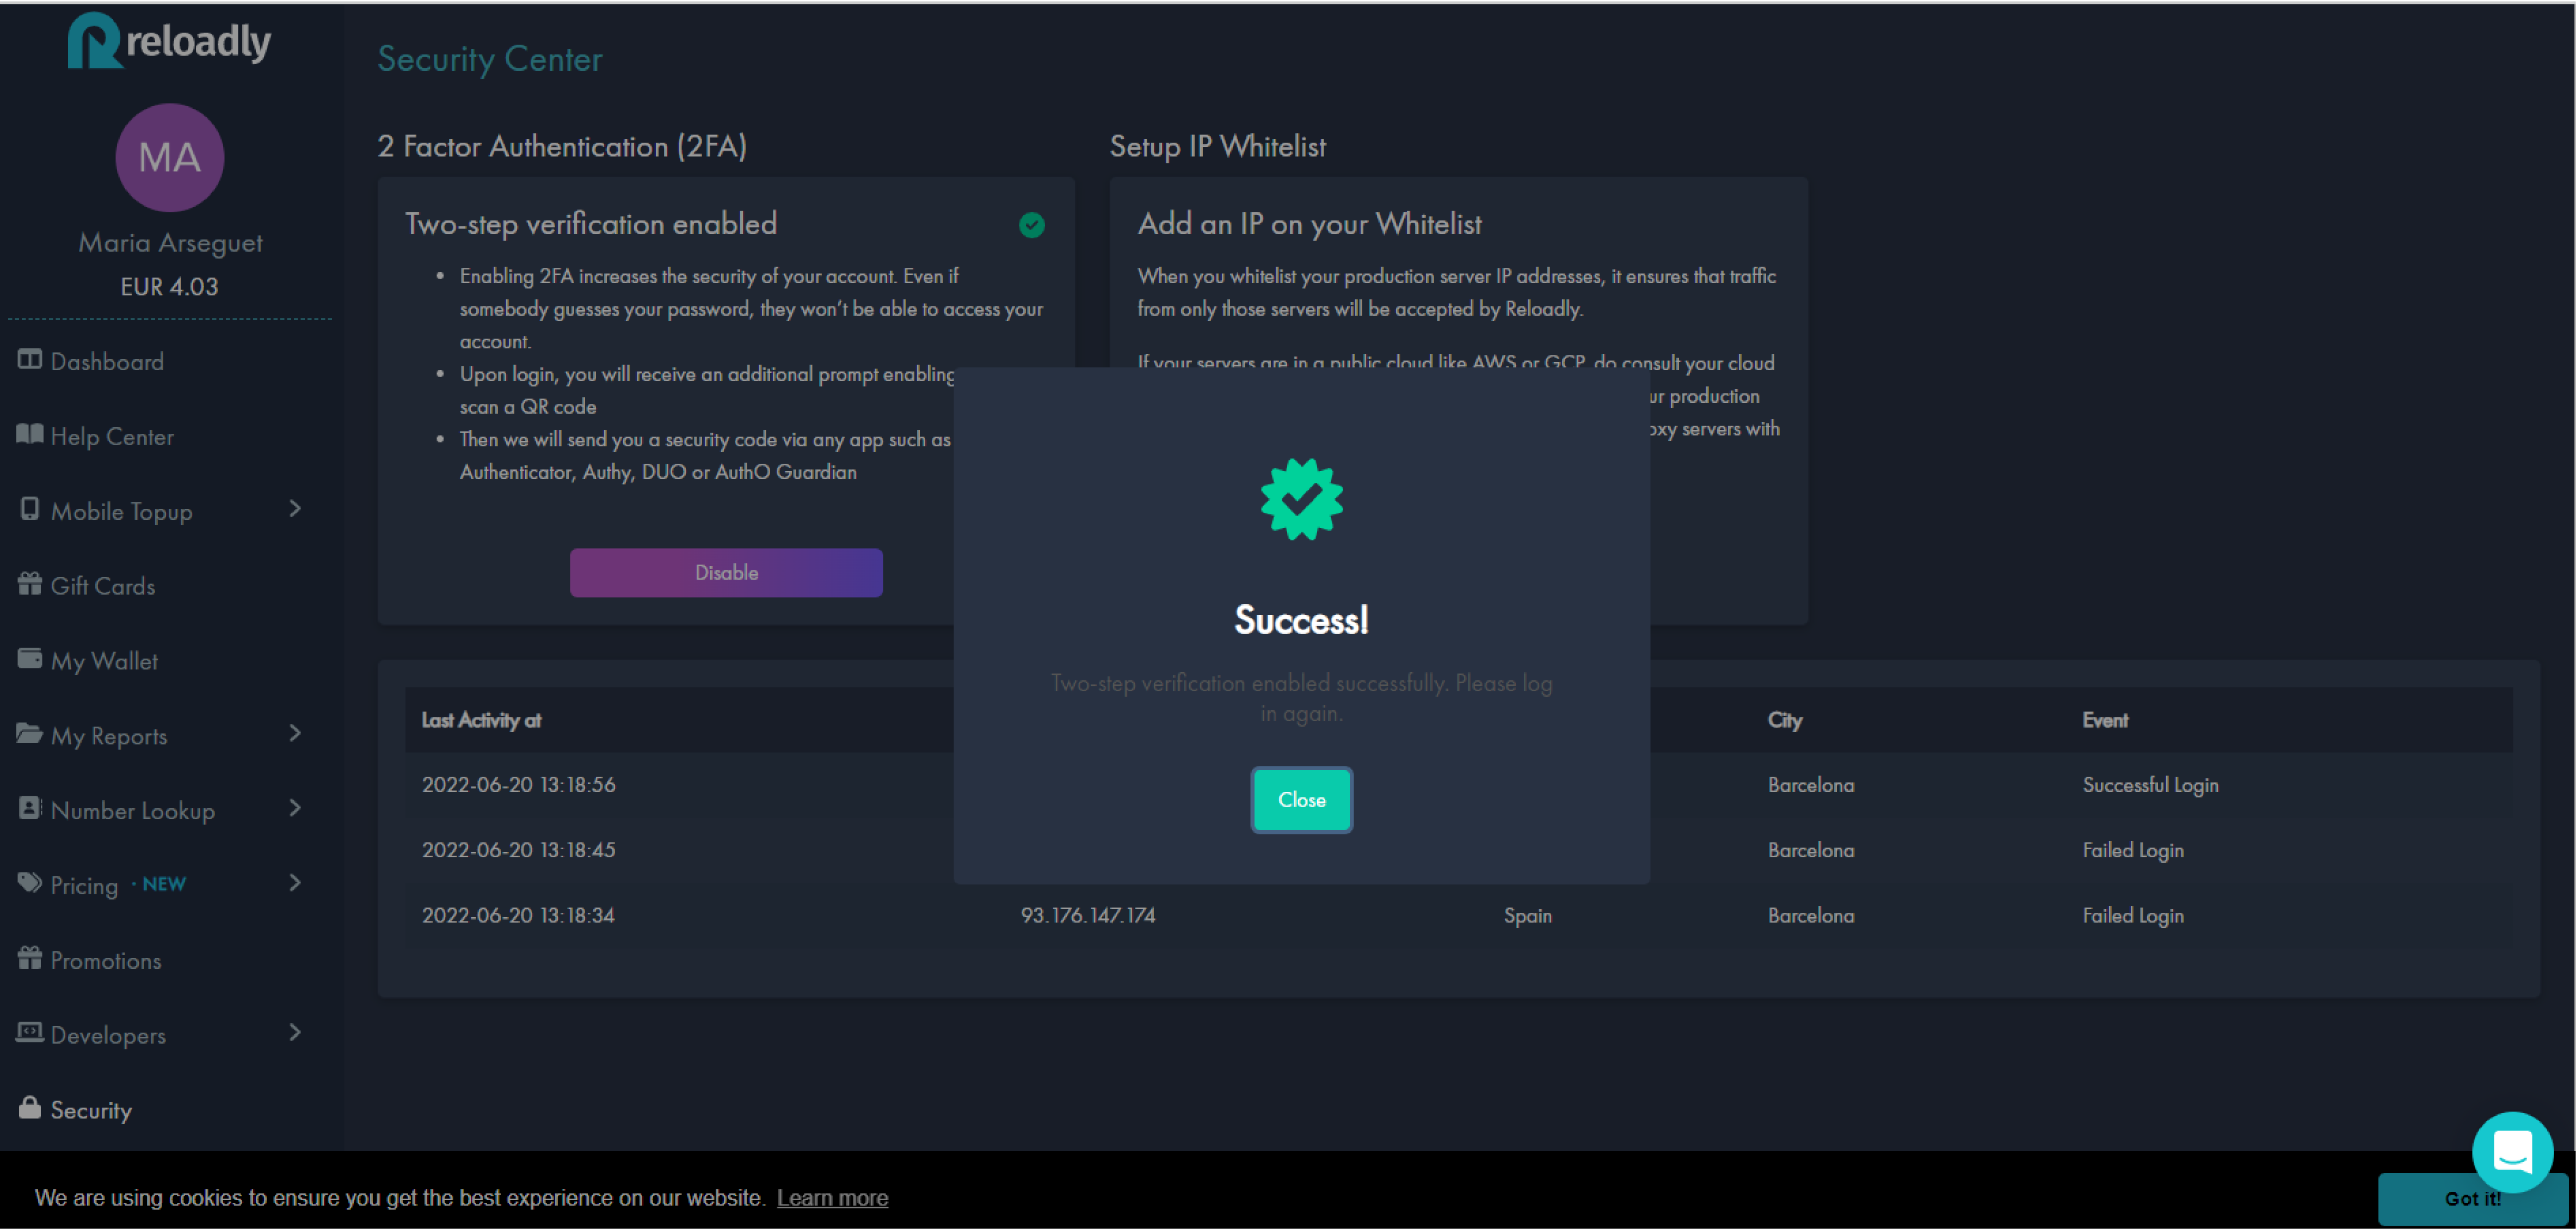 reloadly
MA
Maria Arseguet
EUR 4.03
Dashboard
Help Center
Mobile Topup
Gift Cards
My Wallet
My Reports
Number Lookup
Pricing • NEW
Promotions
Developers
Security
Security Center
2 Factor Authentication (2FA)
Two-step verification enabled
• Enabling 2FA increases the security of your account. Even if
somebody guesses your password, they won't be able to access your
account.
• Upon login, you will receive an additional prompt enabling
scan a QR code
• Then we will send you a security code via any app such as
Authenticator, Authy, DUO or AuthO Guardian
Disable
Setup IP Whitelist
Add an IP on your Whitelist
When you whitelist your production server IP addresses, it ensures that traffic
from only those servers will be accepted by Reloadly.
If your servers are in a public cloud like AWS or GCP, do consult your cloud
production
servers with
Success!
Two-step verification enabled successfully. Please log
in again.
Close
Last Activity at City Event
2022-06-20 13:18:56 Barcelona Successful Login
2022-06-20 13:18:45 Barcelona Failed Login
2022-06-20 13:18:34 93.176.147.174 Spain Barcelona Failed Login
We are using cookies to ensure you get the best experience on our website. Learn more
Got it!